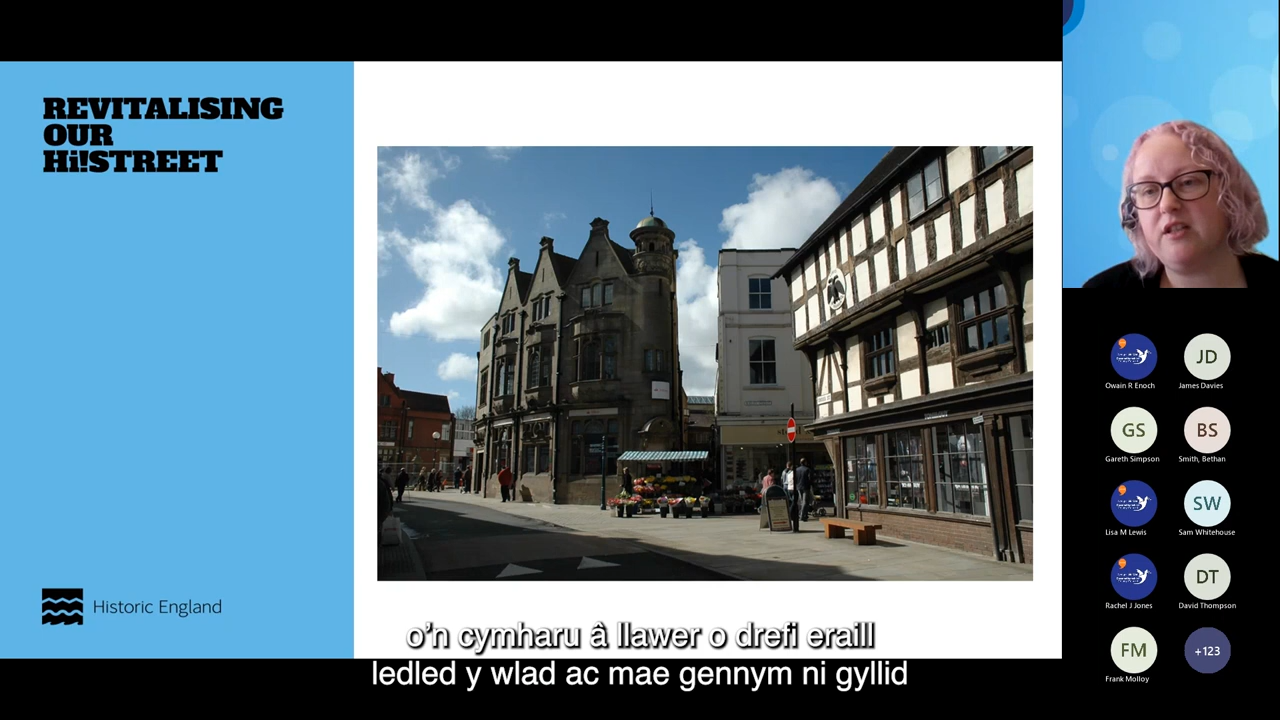 REVITALISING
OUR
Hi!STREET
Historic England
o'n cymharu â llawer o drefi eraill
ledled y wlad ac mae gennym ni gyllid
Owain R Enoch
JD
James Davies
GS
Gareth Simpson
BS
Smith, Bethan
Lisa M Lewis
SW
Sam Whitehouse
Rachel J Jones
DT
David Thompson
FM
Frank Molloy
+123